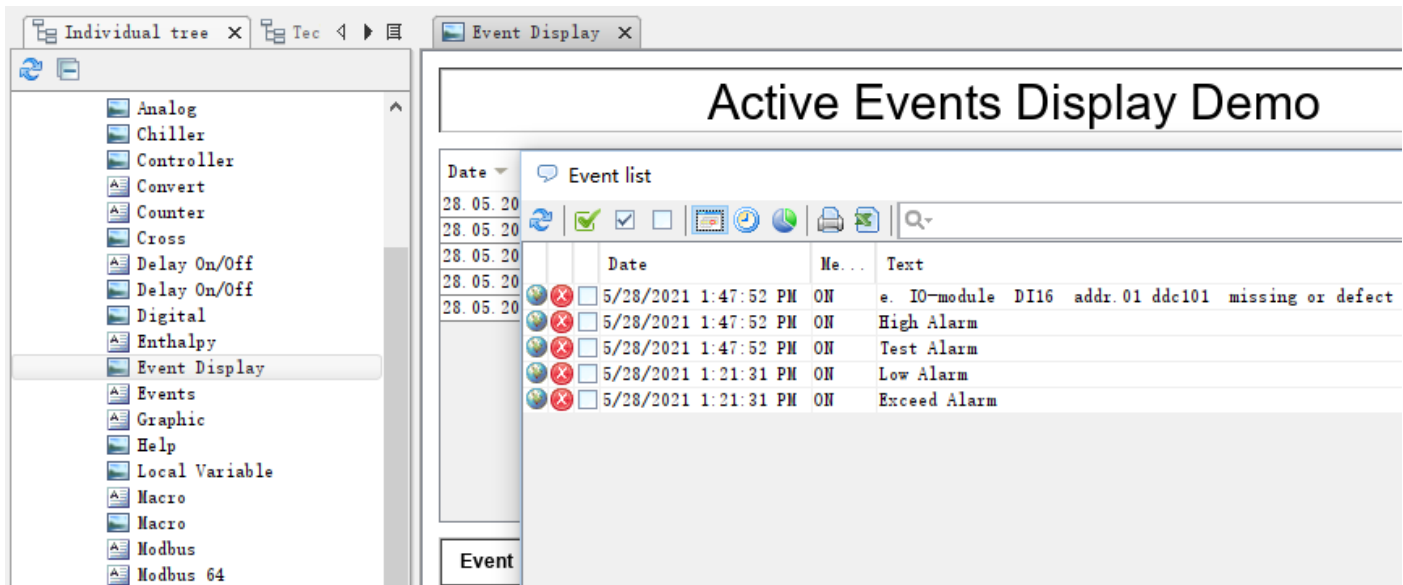 Individual tree
Tec
Event Display
Analog
Chiller
Controller
Convert
Counter
Cross
Delay On/Off
Delay On/Off
Digital
Enthalpy
Event Display
Events
Graphic
Help
Local Variable
Macro
Macro
Modbus
Modbus 64
Active Events Display Demo
Date
28.05.20
28.05.20
28.05.20
28.05.20
28.05.20
Event
Event list
Date Me... Text
5/28/2021 1:47:52 PM ON e. IO-module DI16 addr.01 ddc101 missing or defect
5/28/2021 1:47:52 PM ON High Alarm
5/28/2021 1:47:52 PM ON Test Alarm
5/28/2021 1:21:31 PM ON Low Alarm
5/28/2021 1:21:31 PM ON Exceed Alarm